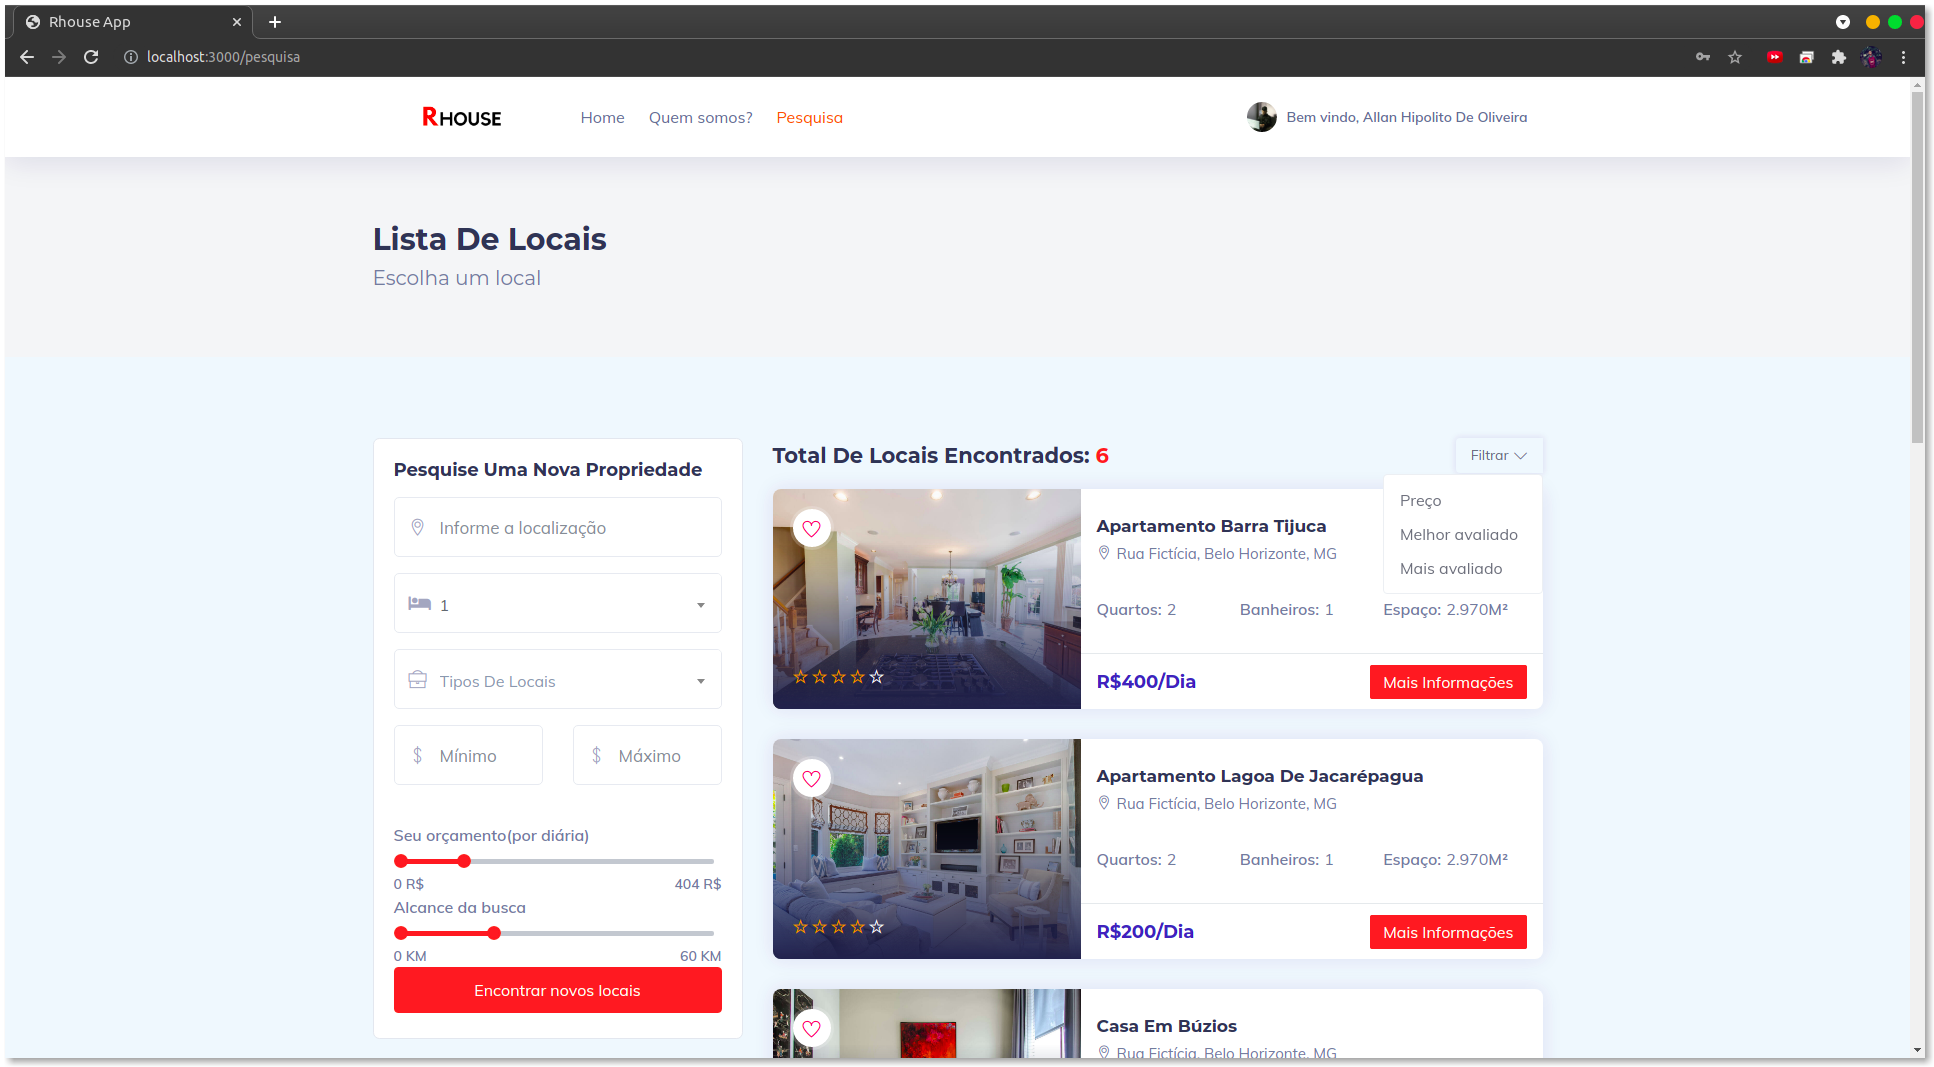 Rhouse App
localhost:3000/pesquisa
RHOUSE
Home Quem somos? Pesquisa
Bem vindo, Allan Hipolito De Oliveira
Lista De Locais
Escolha um local
Pesquise Uma Nova Propriedade
Informe a localização
1
Tipos De Locais
$ Mínimo
$ Máximo
Seu orçamento(por diária)
0 R$ 404 R$
Alcance da busca
0 KM 60 KM
Encontrar novos locais
Total De Locais Encontrados: 6
Filtrar
Preço
Melhor avaliado
Mais avaliado
Apartamento Barra Tijuca
Rua Fictícia, Belo Horizonte, MG
Quartos: 2 Banheiros: 1 Espaço: 2.970M²
R$400/Dia Mais Informações
Apartamento Lagoa De Jacarépagua
Rua Fictícia, Belo Horizonte, MG
Quartos: 2 Banheiros: 1 Espaço: 2.970M²
R$200/Dia Mais Informações
Casa Em Búzios
Rua Fictícia, Belo Horizonte, MG